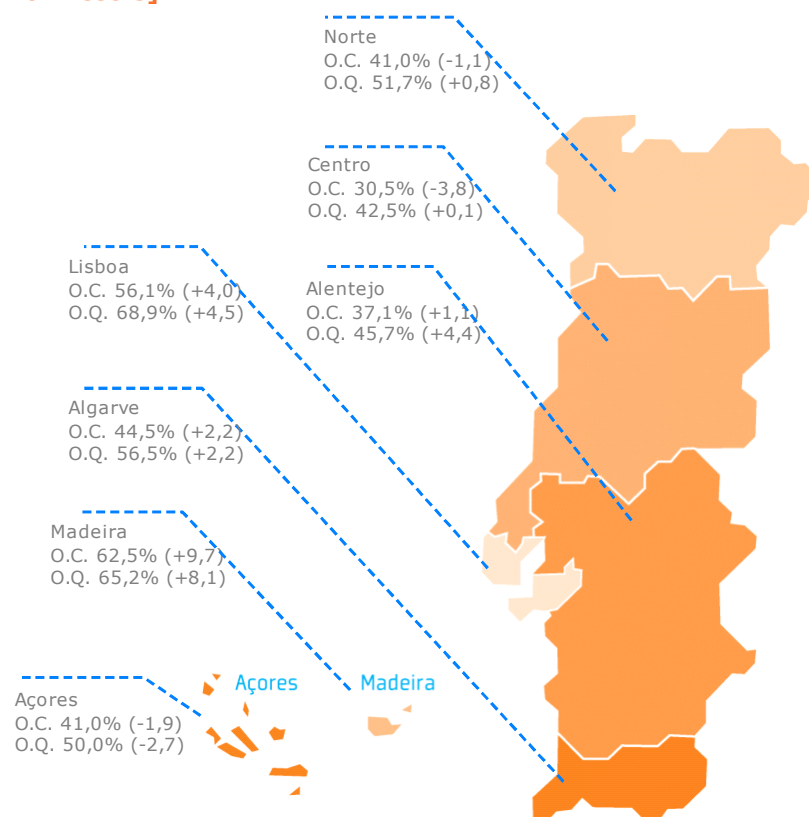 Norte
O.C. 41,0% (-1,1)
O.Q. 51,7% (+0,8)
Centro
O.C. 30,5% (-3,8)
O.Q. 42,5% (+0,1)
Lisboa
O.C. 56,1% (+4,0)
O.Q. 68,9% (+4,5)
Alentejo
O.C. 37,1% (+1,1)
O.Q. 45,7% (+4,4)
Algarve
O.C. 44,5% (+2,2)
O.Q. 56,5% (+2,2)
Madeira
O.C. 62,5% (+9,7)
O.Q. 65,2% (+8,1)
Açores Madeira
Açores
O.C. 41,0% (-1,9)
O.Q. 50,0% (-2,7)